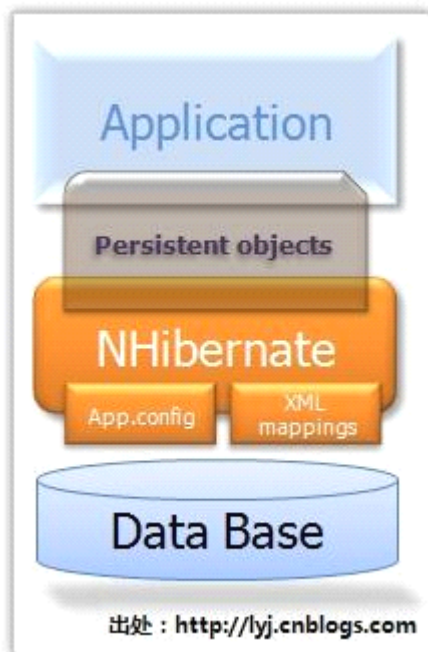 Application
Persistent objects
NHibernate
App.config
XML
mappings
Data Base
出处：http://lyj.cnblogs.com